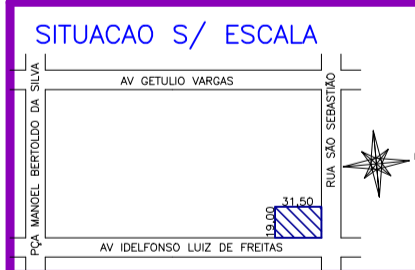 SITUACAO S/ ESCALA
AV GETULIO VARGAS
PÇA MANOEL BERTOLDO DA SILVA
RUA SÃO SEBASTIÃO
31,50
19,00
AV IDELFONSO LUIZ DE FREITAS